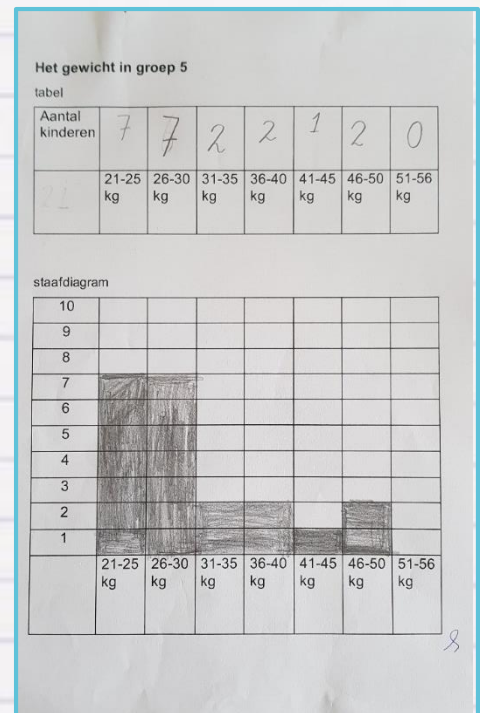 Het gewicht in groep 5
tabel
Aantal kinderen 7 7 2 2 1 2 0
21-25 kg 26-30 kg 31-35 kg 36-40 kg 41-45 kg 46-50 kg 51-56 kg
staafdiagram
10
9
8
7
6
5
4
3
2
1
21-25 kg 26-30 kg 31-35 kg 36-40 kg 41-45 kg 46-50 kg 51-56 kg